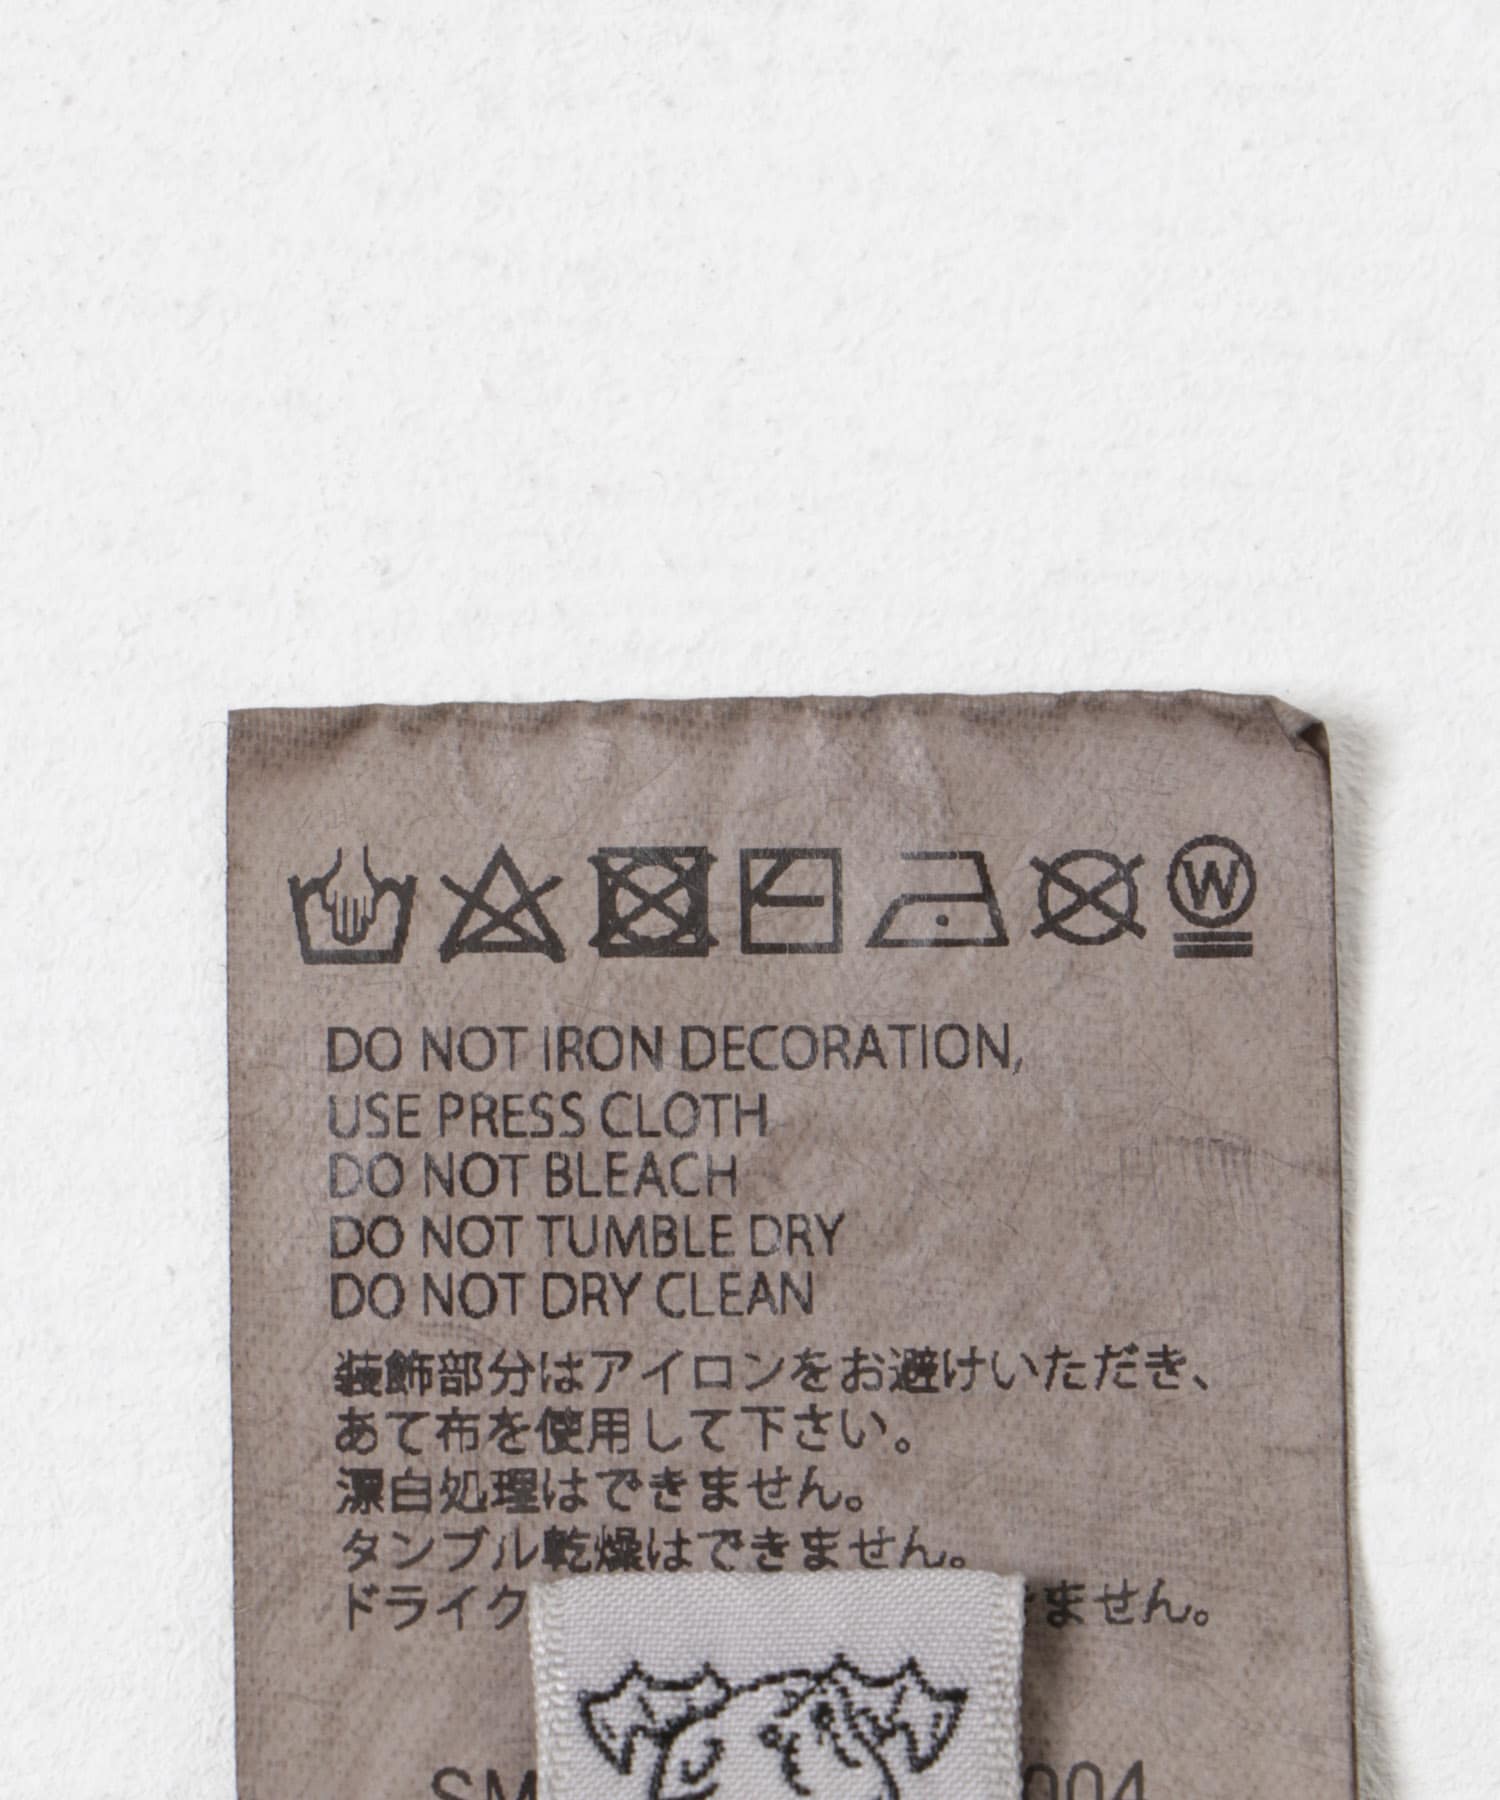 W
DO NOT IRON DECORATION,
USE PRESS CLOTH
DO NOT BLEACH
DO NOT TUMBLE DRY
DO NOT DRY CLEAN
装飾部分はアイロンをお避けいただき、
あて布を使用して下さい。
漂白処理はできません。
タンブル乾燥はできません。
ドライク ません。